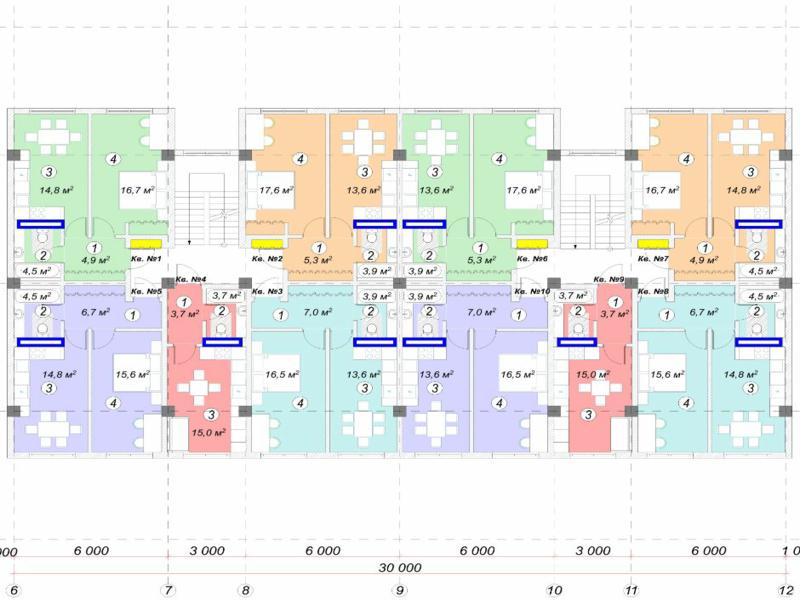 3 4 4 3 3 4 4 3
14,8 м² 16,7 м² 17,6 м² 13,6 м² 13,6 м² 17,6 м² 16,7 м² 14,8 м²
2 1 1 2 2 1 1 2
4,9 м² Кв. №1 Кв. №2 5,3 м² 5,3 м² Кв. №6 Кв. №7 4,9 м²
4,5 м² 3,9 м² 3,9 м² 4,5 м²
Кв. №4 Кв. №9
4,5 м² Кв. №5 1 3,7 м² Кв. №3 3,9 м² 3,9 м² Кв. №10 3,7 м² 1 Кв. №8 4,5 м²
2 6,7 м² 1 3,7 м² 2 1 7,0 м² 2 2 7,0 м² 1 2 3,7 м² 1 6,7 м² 2
14,8 м² 15,6 м² 16,5 м² 13,6 м² 13,6 м² 16,5 м² 15,0 м² 15,6 м² 14,8 м²
3 4 3 4 3 3 4 3 4 3
15,0 м²
000 6 000 3 000 6 000 6 000 3 000 6 000 1 0
30 000
6 7 8 9 10 11 12